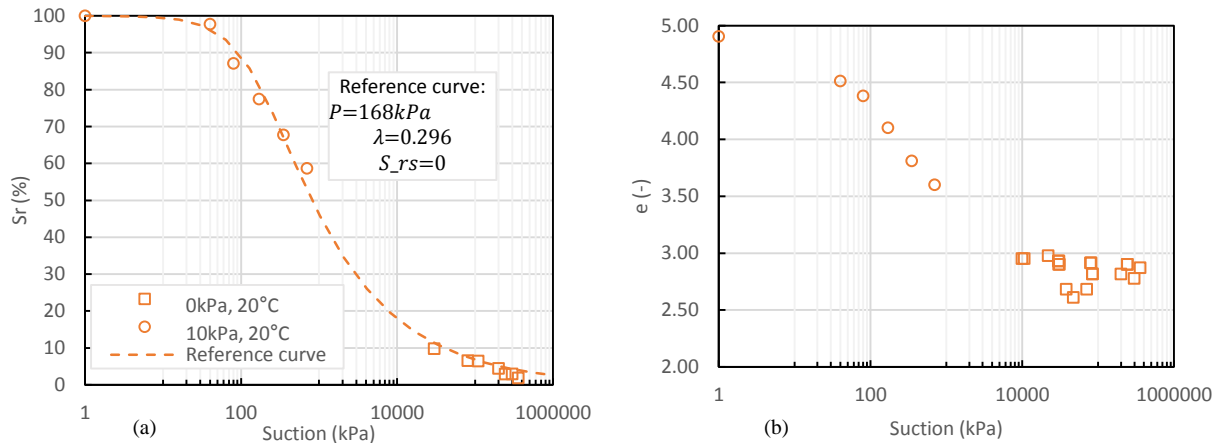 100
90
80
70
60
50
40
30
20
10
0
Sr (%)
Reference curve:
P=168kPa
λ=0.296
S_rs=0
0kPa, 20°C
10kPa, 20°C
Reference curve
1
100
10000
1000000
(a)
Suction (kPa)
5.00
4.50
4.00
3.50
3.00
2.50
2.00
e (-)
1
100
10000
1000000
Suction (kPa)
(b)